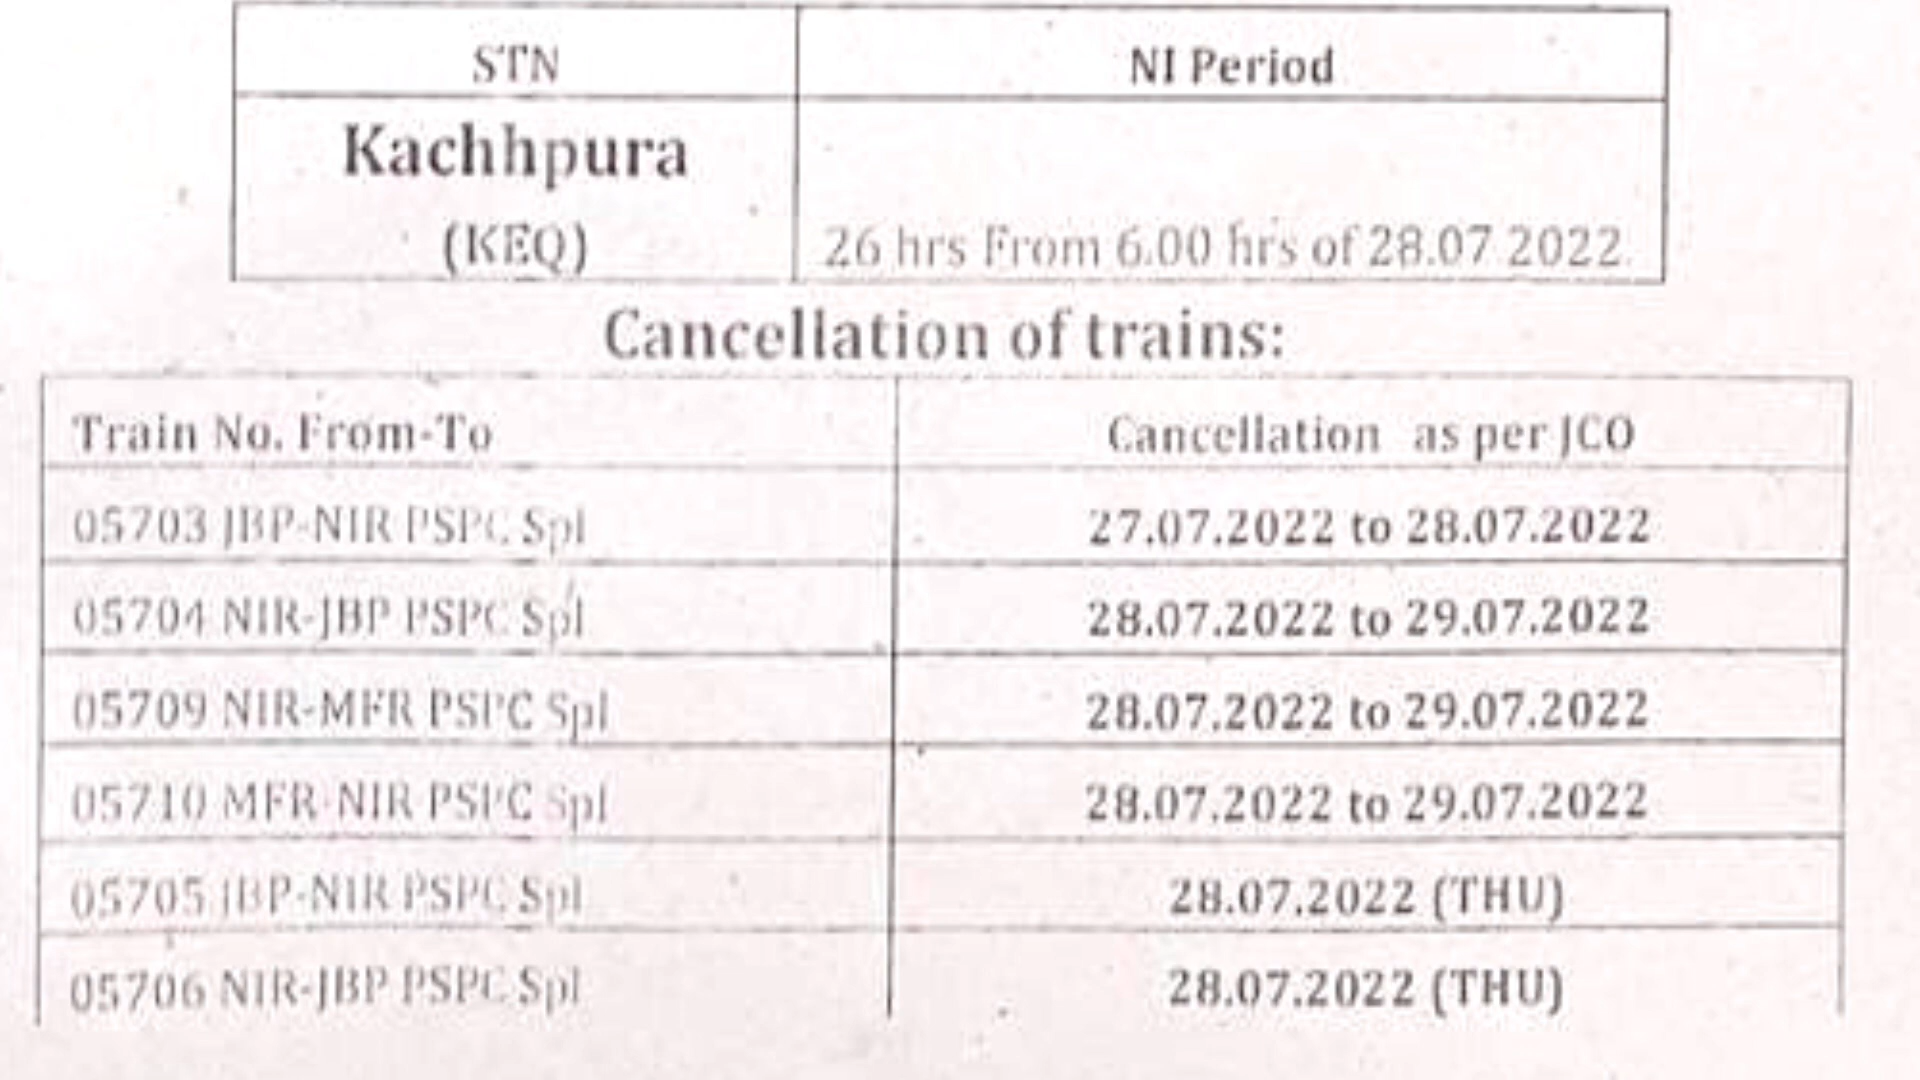 STN NI Period
Kachhpura
(KEQ) 26 hrs From 6.00 hrs of 28.07 2022.
Cancellation of trains:
Train No. From-To Cancellation as per JCO
05703 JBP-NIR PSPC Spl 27.07.2022 to 28.07.2022
05704 NIR-JBP PSPC Spl 28.07.2022 to 29.07.2022
05709 NIR-MFR PSPC Spl 28.07.2022 to 29.07.2022
05710 MFR-NIR PSPC Spl 28.07.2022 to 29.07.2022
05705 JBP-NIR PSPC Spl 28.07.2022 (THU)
05706 NIR-JBP PSPC Spl 28.07.2022 (THU)